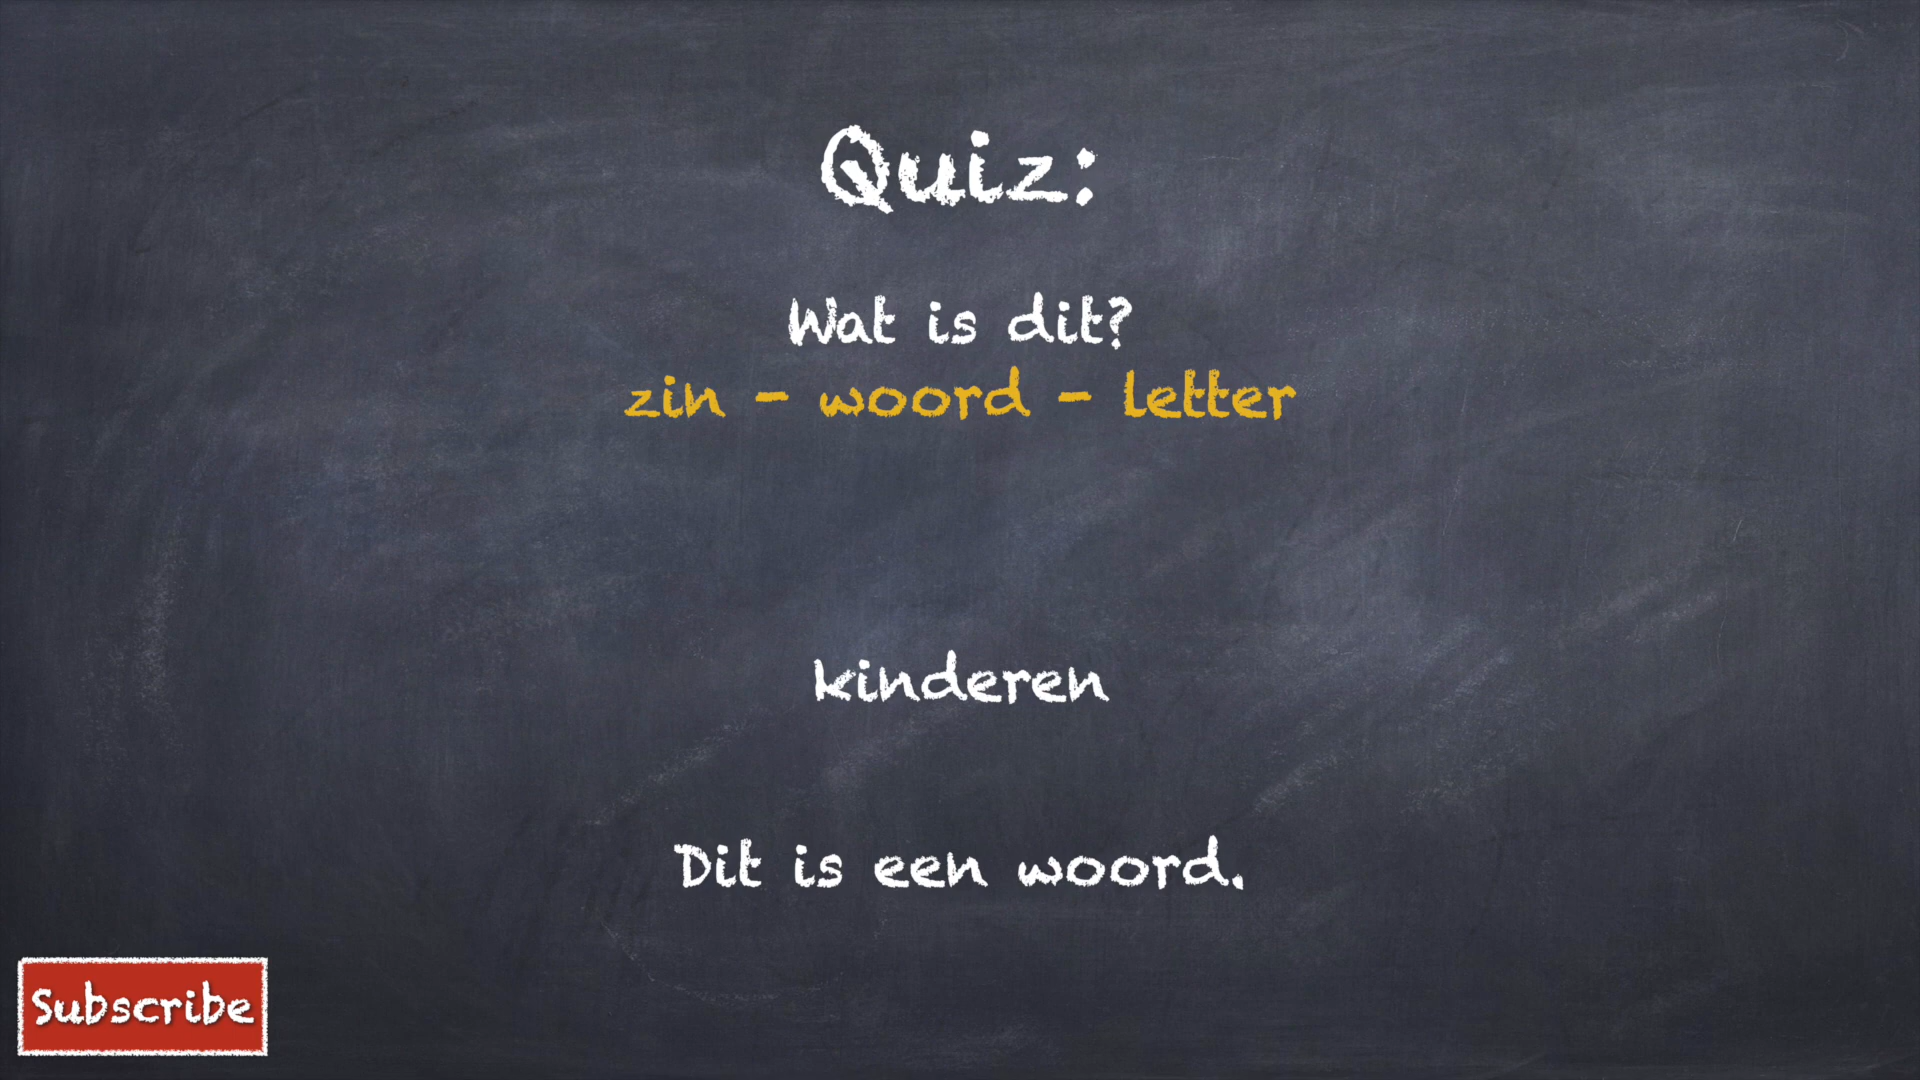 Quiz:
Wat is dit?
zin - woord - letter
kinderen
Dit is een woord.
Subscribe